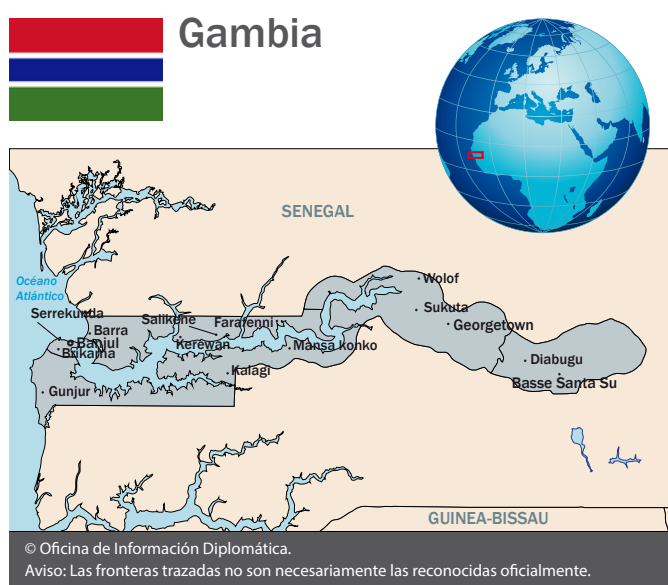 Gambia
SENEGAL
Océano
Atlántico
Wolof
Serrekunda
Salikene
Farafenni
Sukuta
Georgetown
Barra
Banjul
Brikama
Kerewan
Mansa konko
Diabugu
Kalagi
Basse Santa Su
Gunjur
GUINEA-BISSAU
© Oficina de Información Diplomática.
Aviso: Las fronteras trazadas no son necesariamente las reconocidas oficialmente.